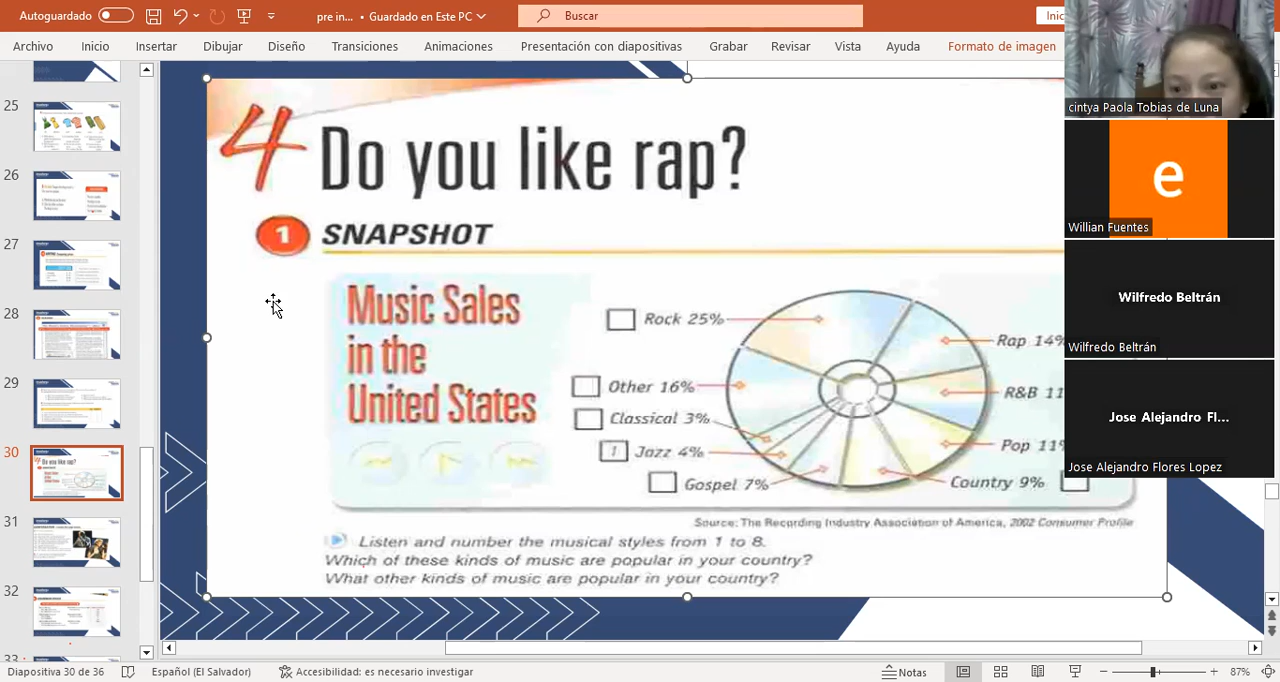 Autoguardado
pre in... • Guardado en Este PC
Buscar
Inic
Archivo Inicio Insertar Dibujar Diseño Transiciones Animaciones Presentación con diapositivas Grabar Revisar Vista Ayuda Formato de imagen
25
26
27
28
29
30
31
32
33
4 Do you like rap?
1 SNAPSHOT
Music Sales
in the
United States
Rock 25%
Other 16%
Classical 3%
1 Jazz 4%
Gospel 7%
Rap 14%
R&B 11
Pop 11%
Country 9%
Source: The Recording Industry Association of America, 2002 Consumer Profile
Listen and number the musical styles from 1 to 8.
Which of these kinds of music are popular in your country?
What other kinds of music are popular in your country?
cintya Paola Tobias de Luna
e
Willian Fuentes
Wilfredo Beltrán
Wilfredo Beltrán
Jose Alejandro Fl...
Jose Alejandro Flores Lopez
Diapositiva 30 de 36 Español (El Salvador) Accesibilidad: es necesario investigar Notas 87%